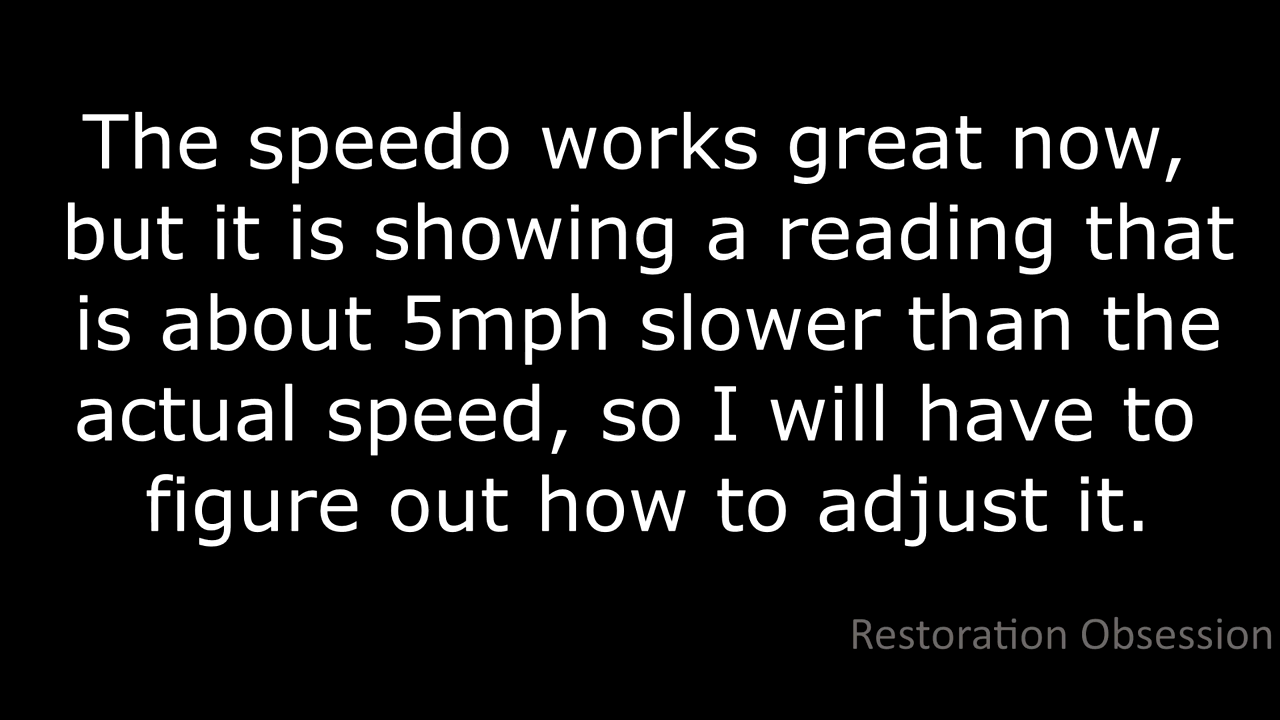 The speedo works great now,
but it is showing a reading that
is about 5mph slower than the
actual speed, so I will have to
figure out how to adjust it.
Restoration Obsession